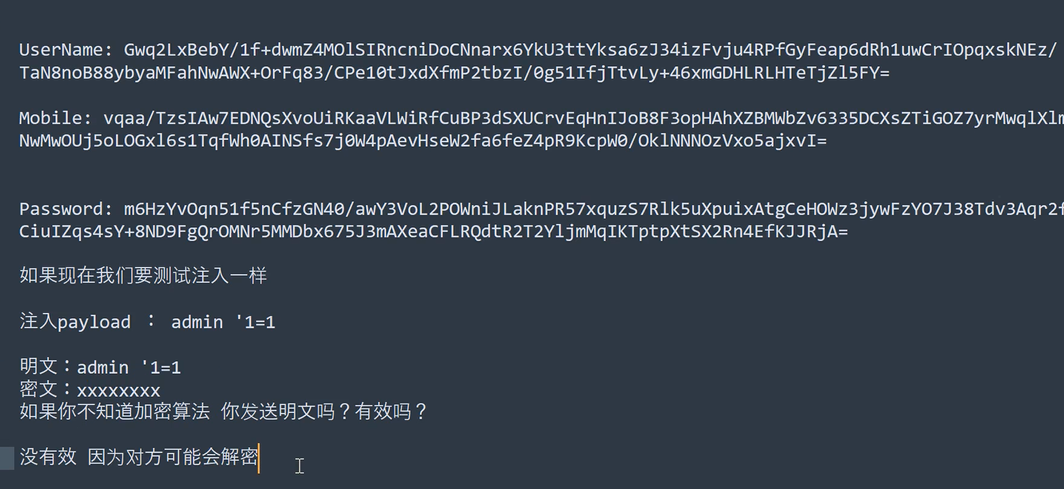 UserName: Gwq2LxBebY/1f+dwmZ4MOlSIRncniDoCNnarx6YkU3ttYksa6zJ34izFvju4RPfGyFeap6dRh1uwCrIOpqxskNEz/
TaN8noB88ybyaMFahNwAWX+OrFq83/CPe10tJxdXfmP2tbzI/0g51IfjTtvLy+46xmGDHLRLHTeTjZl5FY=
Mobile: vqaa/TzsIAw7EDNQsXvoUiRKaaVLWiRfCuBP3dSXUCrvEqHnIJoB8F3opHAhXZBMWbZv6335DCXsZTiGOZ7yrMwqlXlm
NwMwOUj5oLOGxl6s1TqfWh0AINSfs7j0W4pAevHseW2fa6feZ4pR9KcpW0/OklNNNOzVxo5ajxvI=
Password: m6HzYvOqn51f5nCfzGN40/awY3VoL2POWniJLaknPR57xquzS7Rlk5uXpuixAtgCeHOWz3jywFzYO7J38Tdv3Aqr2f
CiuIZqs4sY+8ND9FgQrOMNr5MMDbx675J3mAXeaCFLRQdtR2T2YljmMqIKTptpXtSX2Rn4EfKJJRjA=
如果现在我们要测试注入一样
注入payload ： admin '1=1
明文：admin '1=1
密文：xxxxxxxx
如果你不知道加密算法 你发送明文吗？有效吗？
没有效 因为对方可能会解密